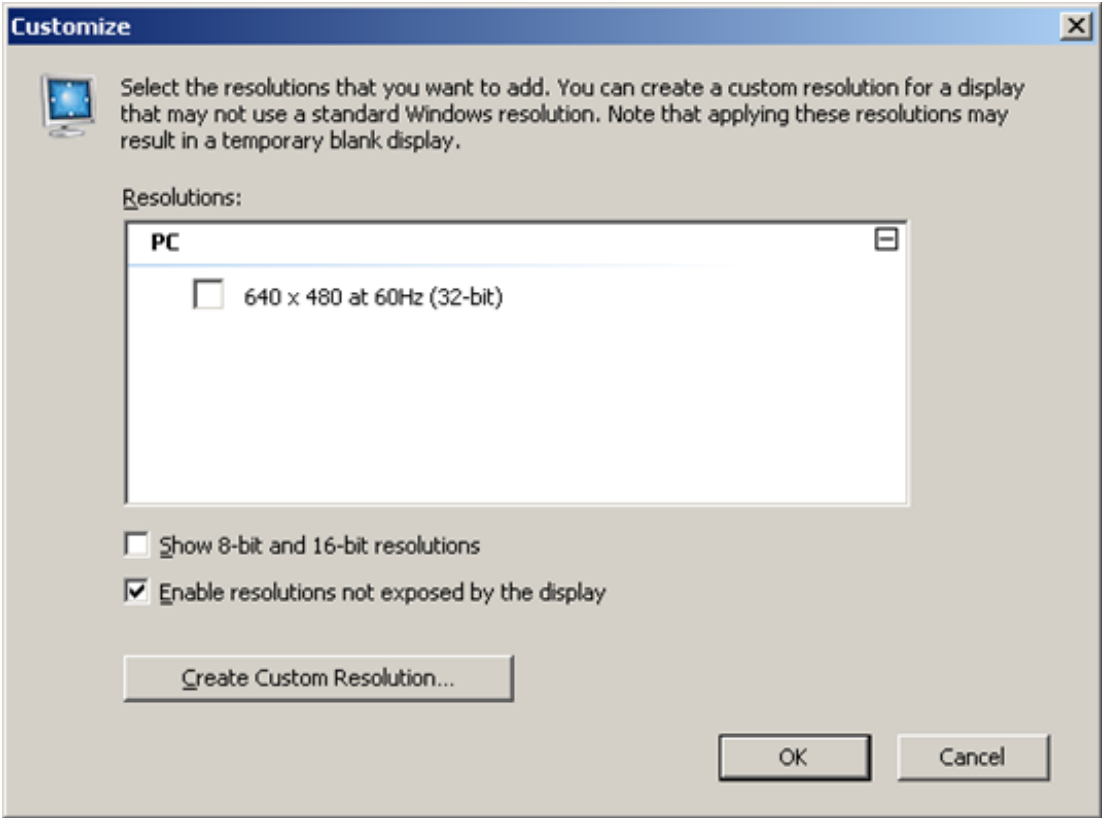 Customize
Select the resolutions that you want to add. You can create a custom resolution for a display
that may not use a standard Windows resolution. Note that applying these resolutions may
result in a temporary blank display.
Resolutions:
PC
640 x 480 at 60Hz (32-bit)
Show 8-bit and 16-bit resolutions
Enable resolutions not exposed by the display
Create Custom Resolution...
OK
Cancel